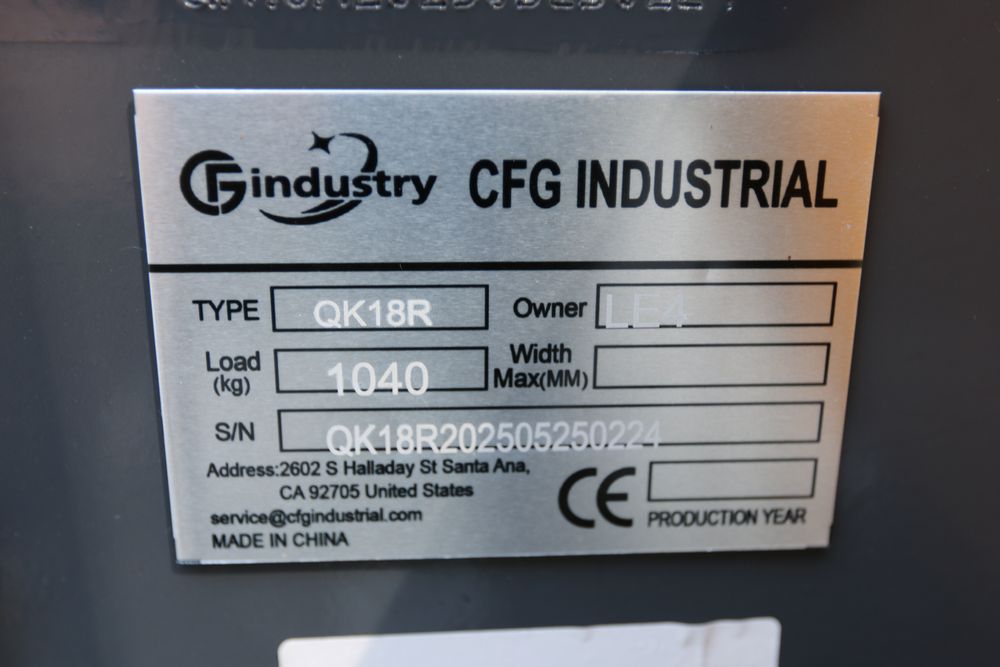 CFGindustry CFG INDUSTRIAL
TYPE QK18R Owner LE4
Load (kg) 1040 Width Max(MM)
S/N QK18R202505250224
Address:2602 S Halladay St Santa Ana,
CA 92705 United States
service@cfgindustrial.com
CE PRODUCTION YEAR
MADE IN CHINA